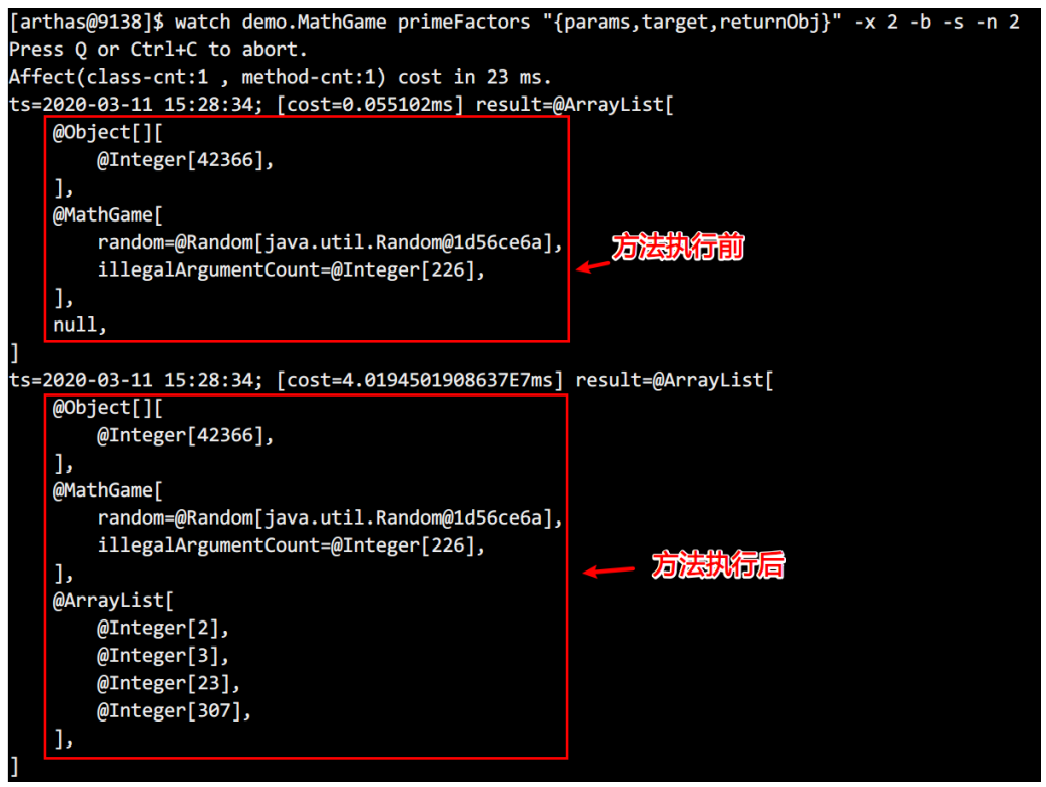 [arthas@9138]$ watch demo.MathGame primeFactors "{params,target,returnObj}" -x 2 -b -s -n 2
Press Q or Ctrl+C to abort.
Affect(class-cnt:1 , method-cnt:1) cost in 23 ms.
ts=2020-03-11 15:28:34; [cost=0.055102ms] result=@ArrayList[
    @Object[][
        @Integer[42366],
    ],
    @MathGame[
        random=@Random[java.util.Random@1d56ce6a],
        illegalArgumentCount=@Integer[226],
    ],
    null,
]
方法执行前
ts=2020-03-11 15:28:34; [cost=4.0194501908637E7ms] result=@ArrayList[
    @Object[][
        @Integer[42366],
    ],
    @MathGame[
        random=@Random[java.util.Random@1d56ce6a],
        illegalArgumentCount=@Integer[226],
    ],
    @ArrayList[
        @Integer[2],
        @Integer[3],
        @Integer[23],
        @Integer[307],
    ],
]
方法执行后